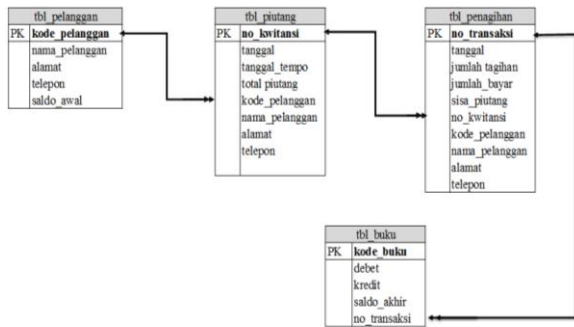 tbl_pelanggan
PK kode_pelanggan
nama_pelanggan
alamat
telepon
saldo_awal
tbl_piutang
PK no_kwitansi
tanggal
tanggal_tempo
total piutang
kode_pelanggan
nama_pelanggan
alamat
telepon
tbl_penagihan
PK no_transaksi
tanggal
jumlah tagihan
jumlah_bayar
sisa_piutang
no_kwitansi
kode_pelanggan
nama_pelanggan
alamat
telepon
tbl_buku
PK kode_buku
debet
kredit
saldo_akhir
no_transaksi